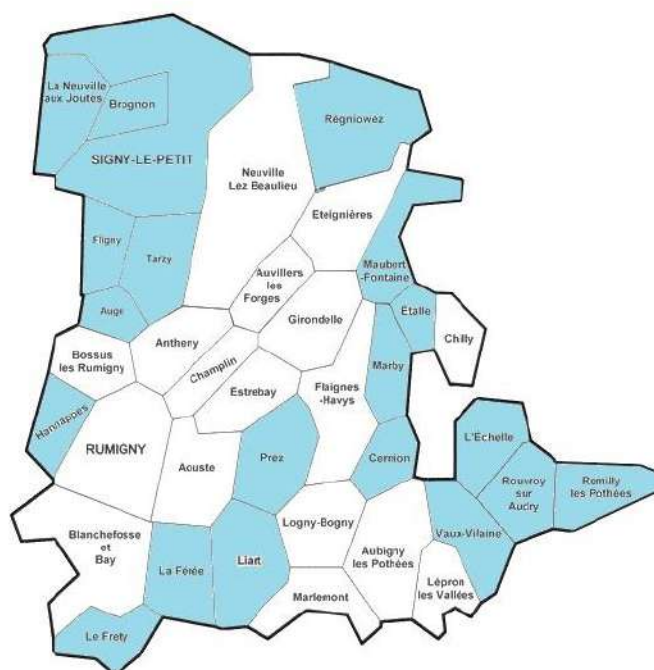 La Neuville
aux Joutes
Brognon
SIGNY-LE-PETIT
Régniowez
Neuville
Lez Beaulieu
Eteignières
Fligny
Tarzy
Auvillers
les
Forges
Maubert
-Fontaine
Auge
Girondelle
Étalle
Chilly
Antheny
Bossus
les Rumigny
Champlin
Marby
Estrebay
Flaignes
-Havys
Hannappes
RUMIGNY
Aouste
Prez
Cernion
L'Échelle
Rouvroy
sur
Audry
Remilly
les Pothées
Logny-Bogny
Vaux-Vilaine
Blanchefosse
et
Bay
La Férée
Liart
Aubigny
les Pothées
Lépron
les Vallées
Marlemont
Le Frety